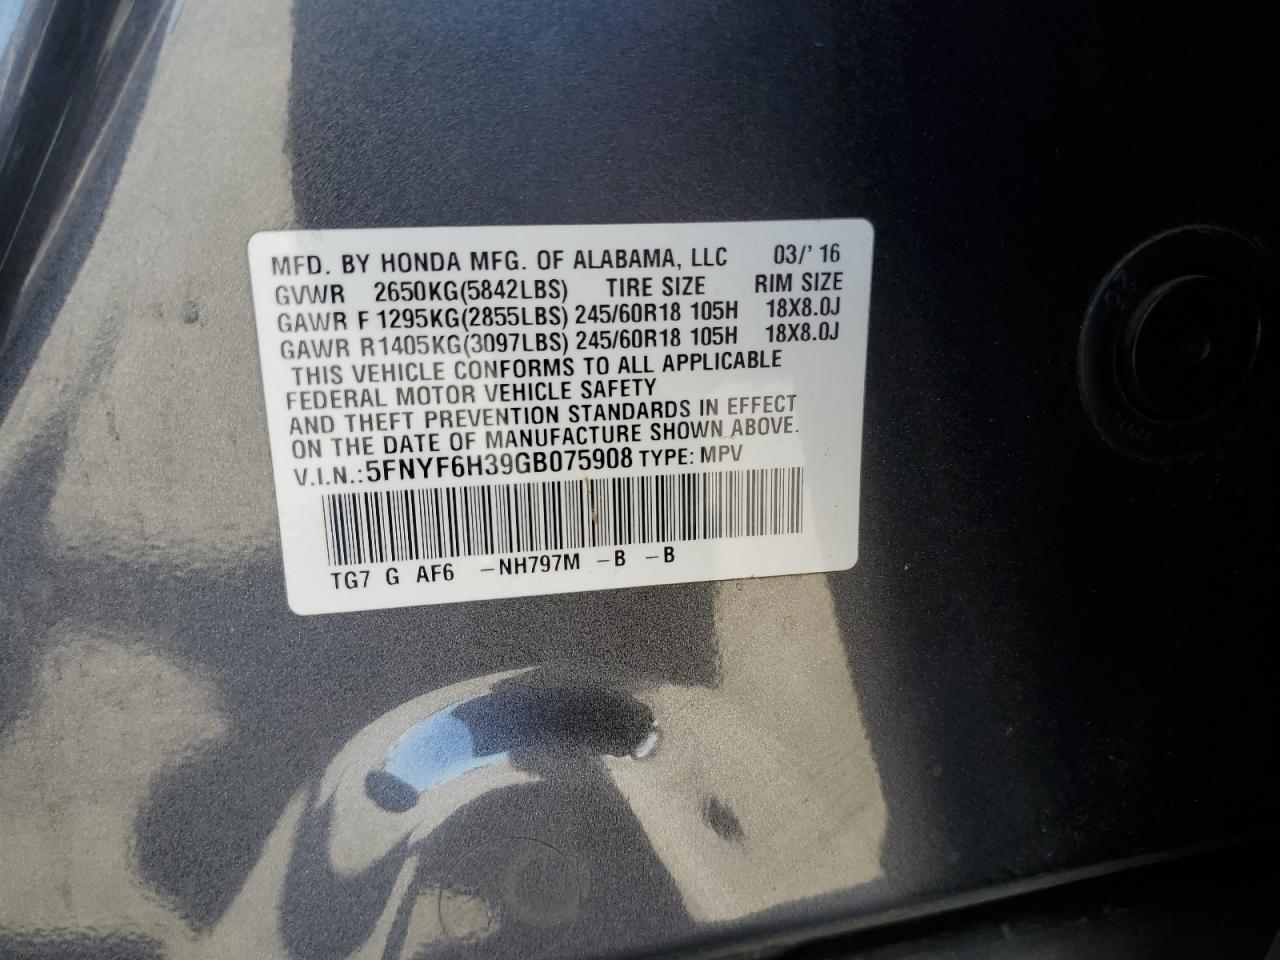 MFD. BY HONDA MFG. OF ALABAMA, LLC 03/'16
GVWR 2650KG(5842LBS) TIRE SIZE RIM SIZE
GAWR F 1295KG(2855LBS) 245/60R18 105H 18X8.0J
GAWR R1405KG(3097LBS) 245/60R18 105H 18X8.0J
THIS VEHICLE CONFORMS TO ALL APPLICABLE
FEDERAL MOTOR VEHICLE SAFETY
AND THEFT PREVENTION STANDARDS IN EFFECT
ON THE DATE OF MANUFACTURE SHOWN ABOVE.
V.I.N.:5FNYF6H39GB075908 TYPE: MPV
TG7 G AF6 -NH797M -B -B